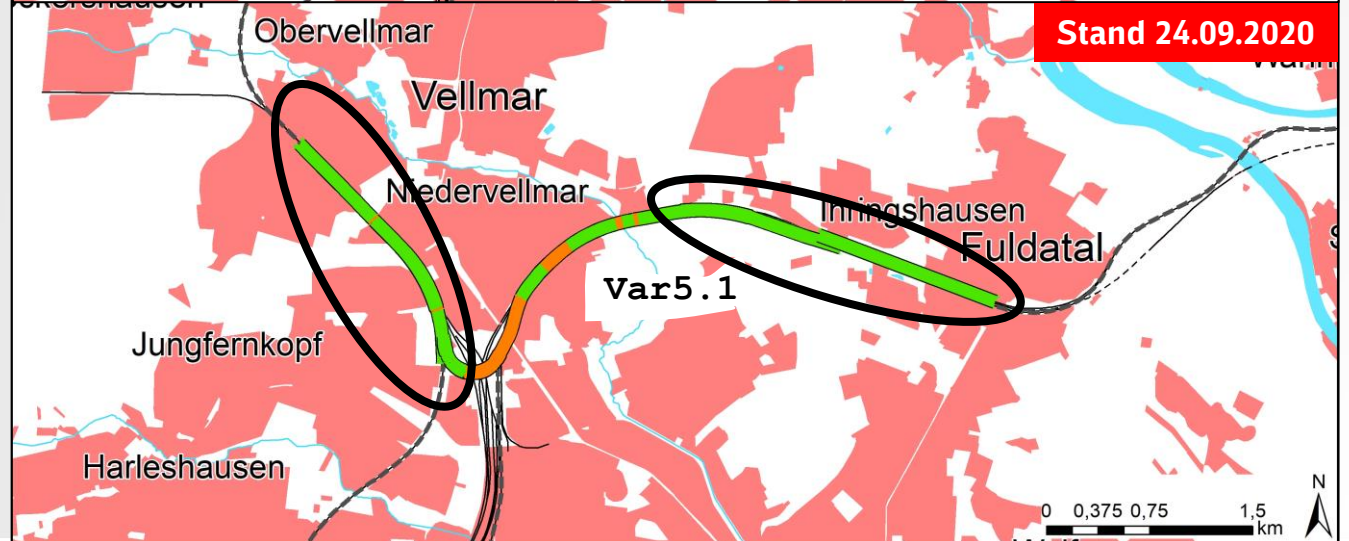 Obervellmar
Stand 24.09.2020
Vellmar
Niedervellmar
Ihringshausen
Fuldatal
Var5.1
Jungfernkopf
Harleshausen
N
0 0,375 0,75 1,5
km